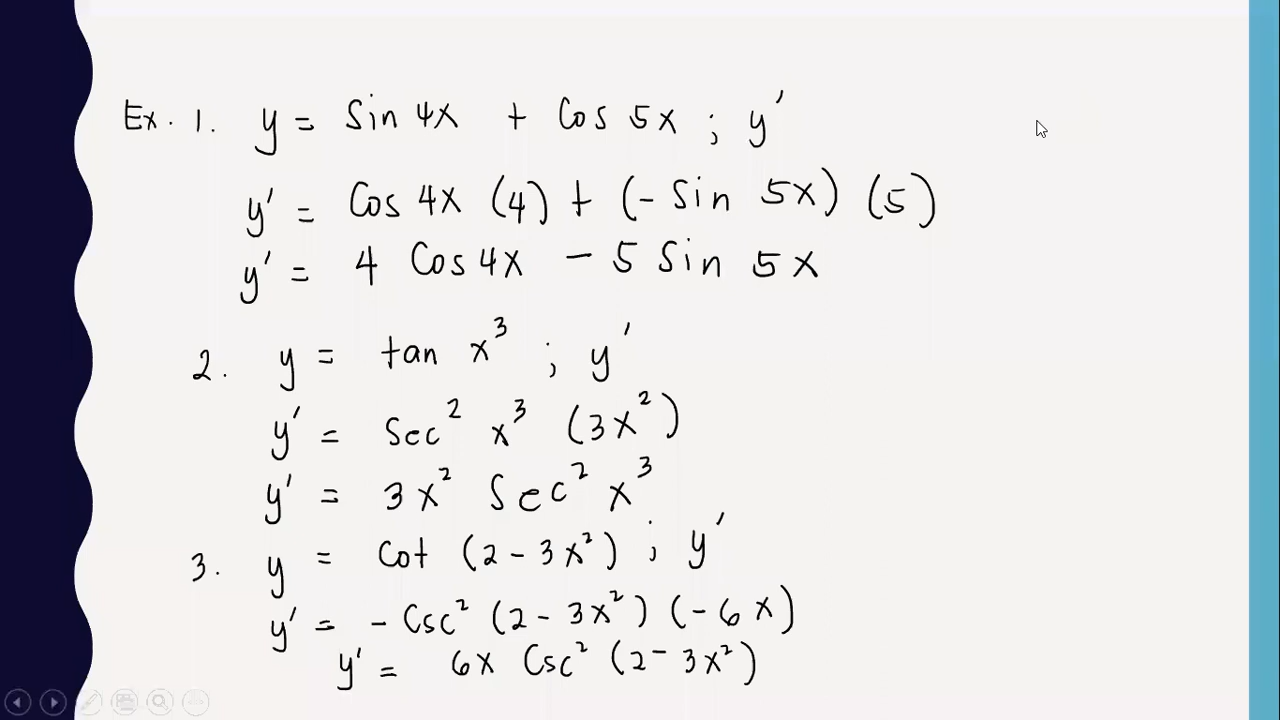 Ex. 1. y = Sin 4x + Cos 5x ; y'
y' = Cos 4x (4) + (- Sin 5x) (5)
y' = 4 Cos 4x - 5 Sin 5x
2. y = tan x³ ; y'
y' = Sec² x³ (3x²)
y' = 3x² Sec² x³
3. y = Cot (2 - 3x²) ; y'
y' = - Csc² (2 - 3x²) (- 6x)
y' = 6x Csc² (2 - 3x²)